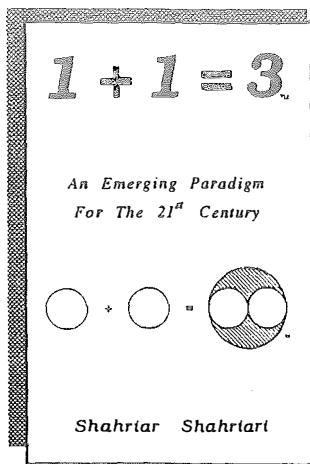 1 + 1 = 3
An Emerging Paradigm
For The 21st Century
+ =
Shahriar Shahriari